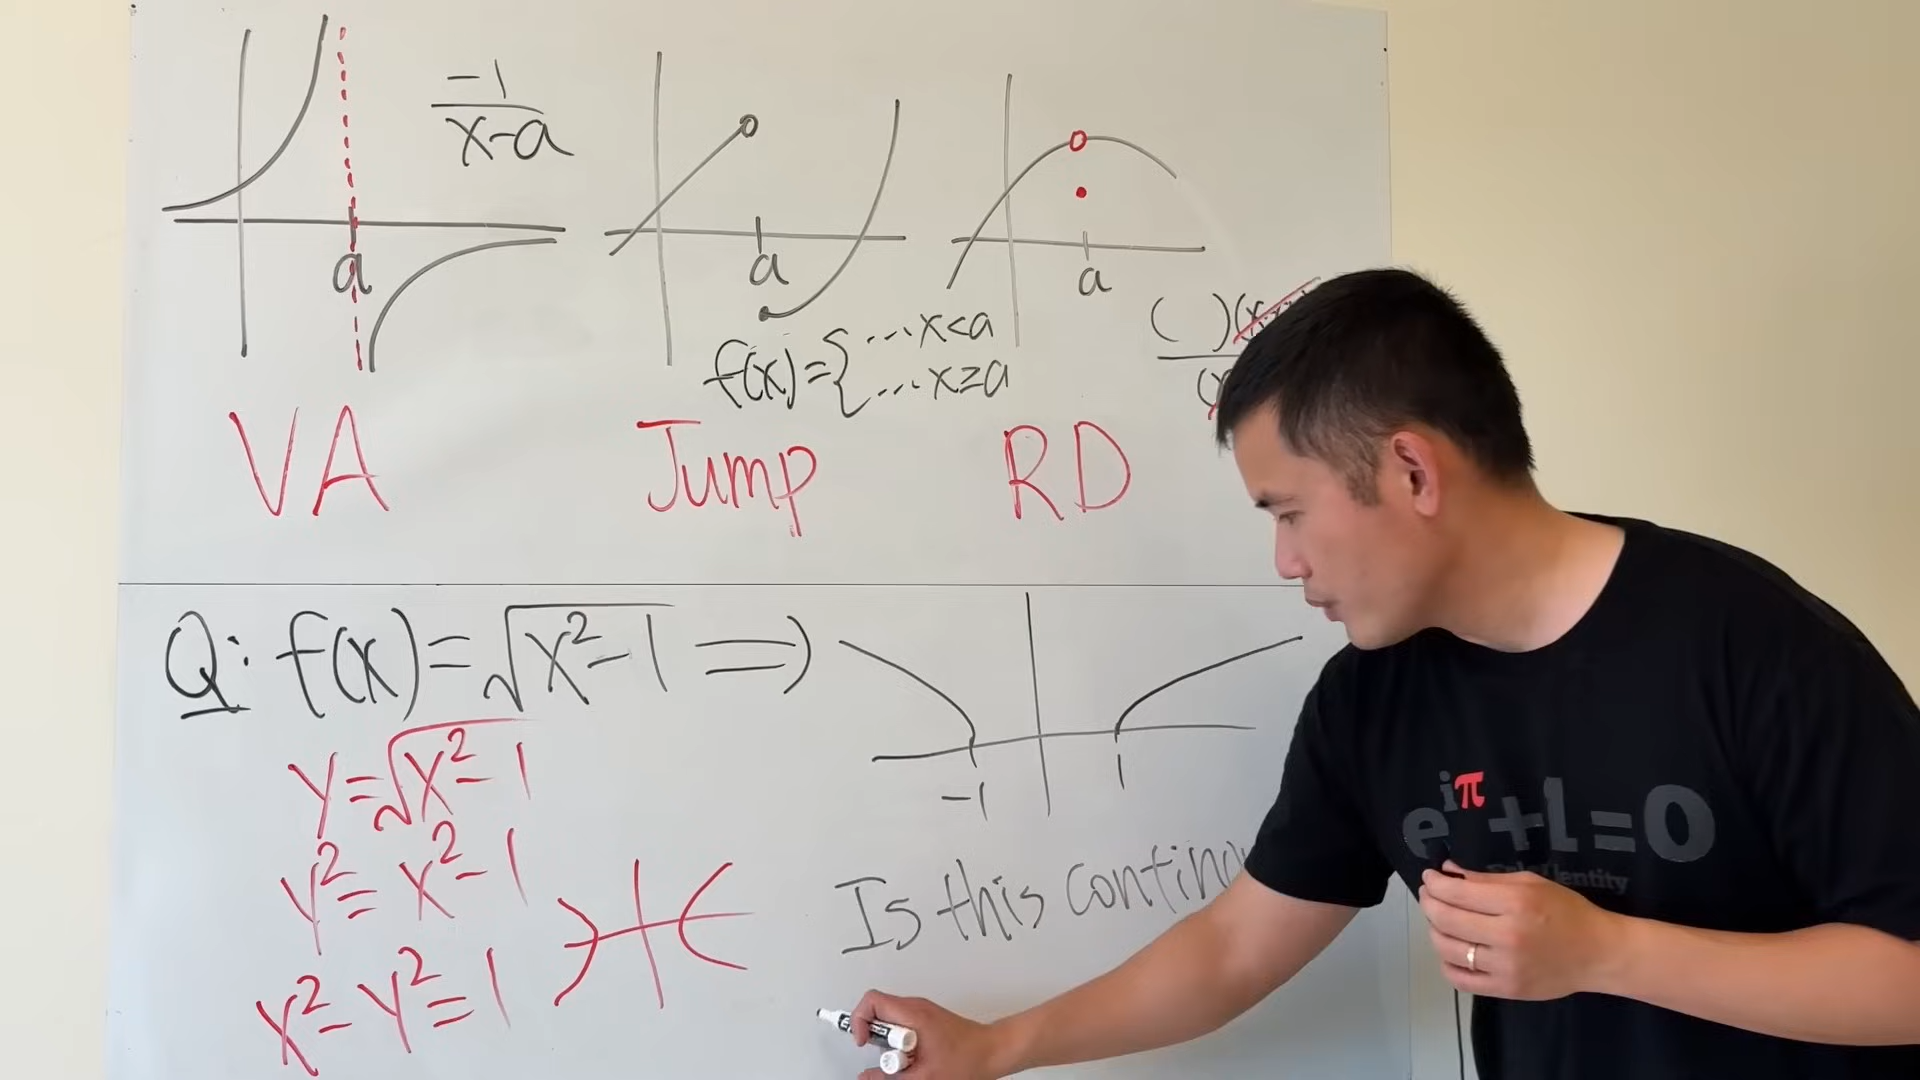 -1
x-a
a
a
a
f(x)={...x<a
...x≥a
( )(x
(x
VA
Jump
RD
Q: f(x)=√x²-1 ⟹
-1
1
y=√x²-1
y²=x²-1
x²-y²=1
Is this
e^iπ+1=0